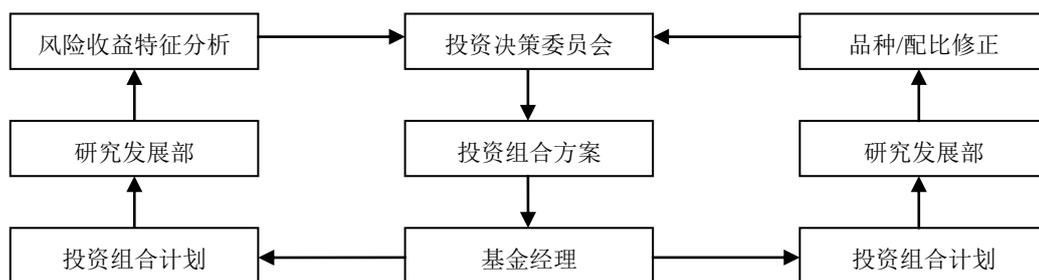 风险收益特征分析
投资决策委员会
品种/配比修正
研究发展部
投资组合方案
研究发展部
投资组合计划
基金经理
投资组合计划